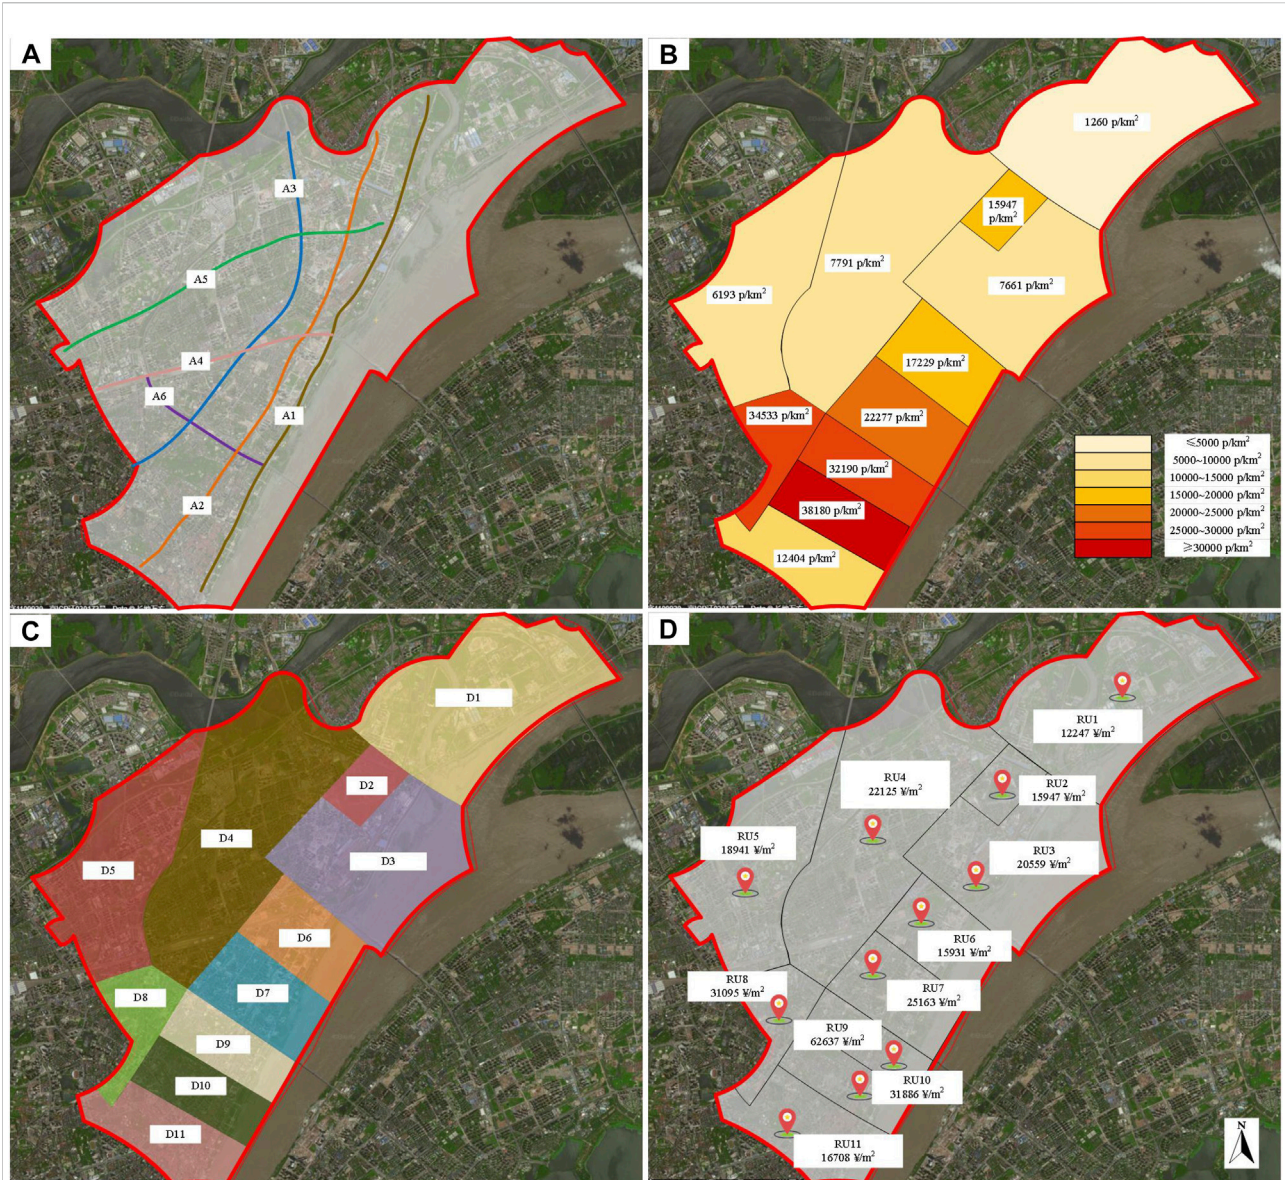 A
A3
A5
A4
A6
A1
A2
B
1260 p/km²
15947
p/km²
7791 p/km²
7661 p/km²
6193 p/km²
17229 p/km²
34533 p/km²
22277 p/km²
32190 p/km²
38180 p/km²
12404 p/km²
⩽5000 p/km²
5000~10000 p/km²
10000~15000 p/km²
15000~20000 p/km²
20000~25000 p/km²
25000~30000 p/km²
⩾30000 p/km²
C
D1
D2
D3
D4
D5
D6
D7
D8
D9
D10
D11
D
RU1
12247 ¥/m²
RU2
15947 ¥/m²
RU4
22125 ¥/m²
RU5
18941 ¥/m²
RU3
20559 ¥/m²
RU6
15931 ¥/m²
RU7
25163 ¥/m²
RU8
31095 ¥/m²
RU9
62637 ¥/m²
RU10
31886 ¥/m²
RU11
16708 ¥/m²
N